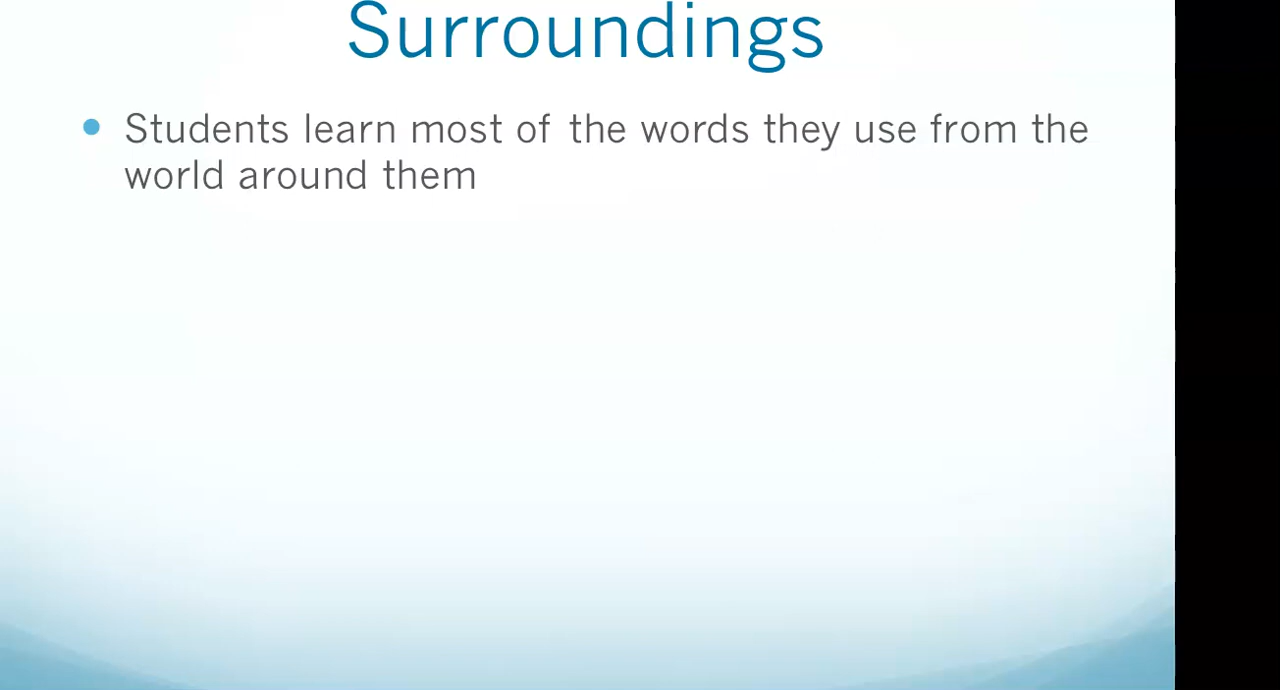 Surroundings
Students learn most of the words they use from the
world around them